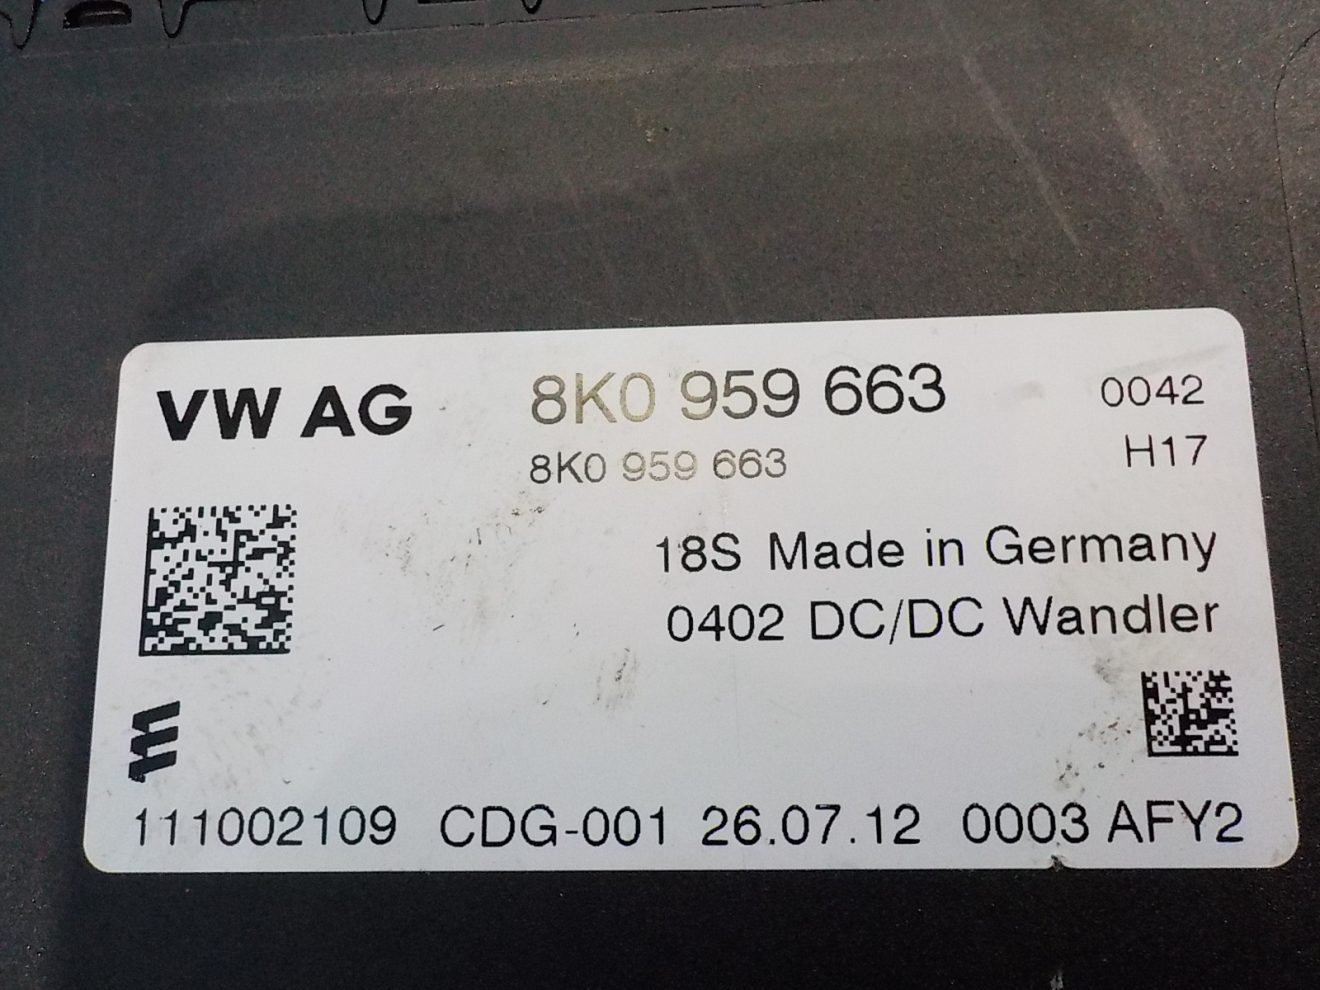 VW AG 8K0 959 663 0042
8K0 959 663 H17
18S Made in Germany
0402 DC/DC Wandler
111002109 CDG-001 26.07.12 0003 AFY2